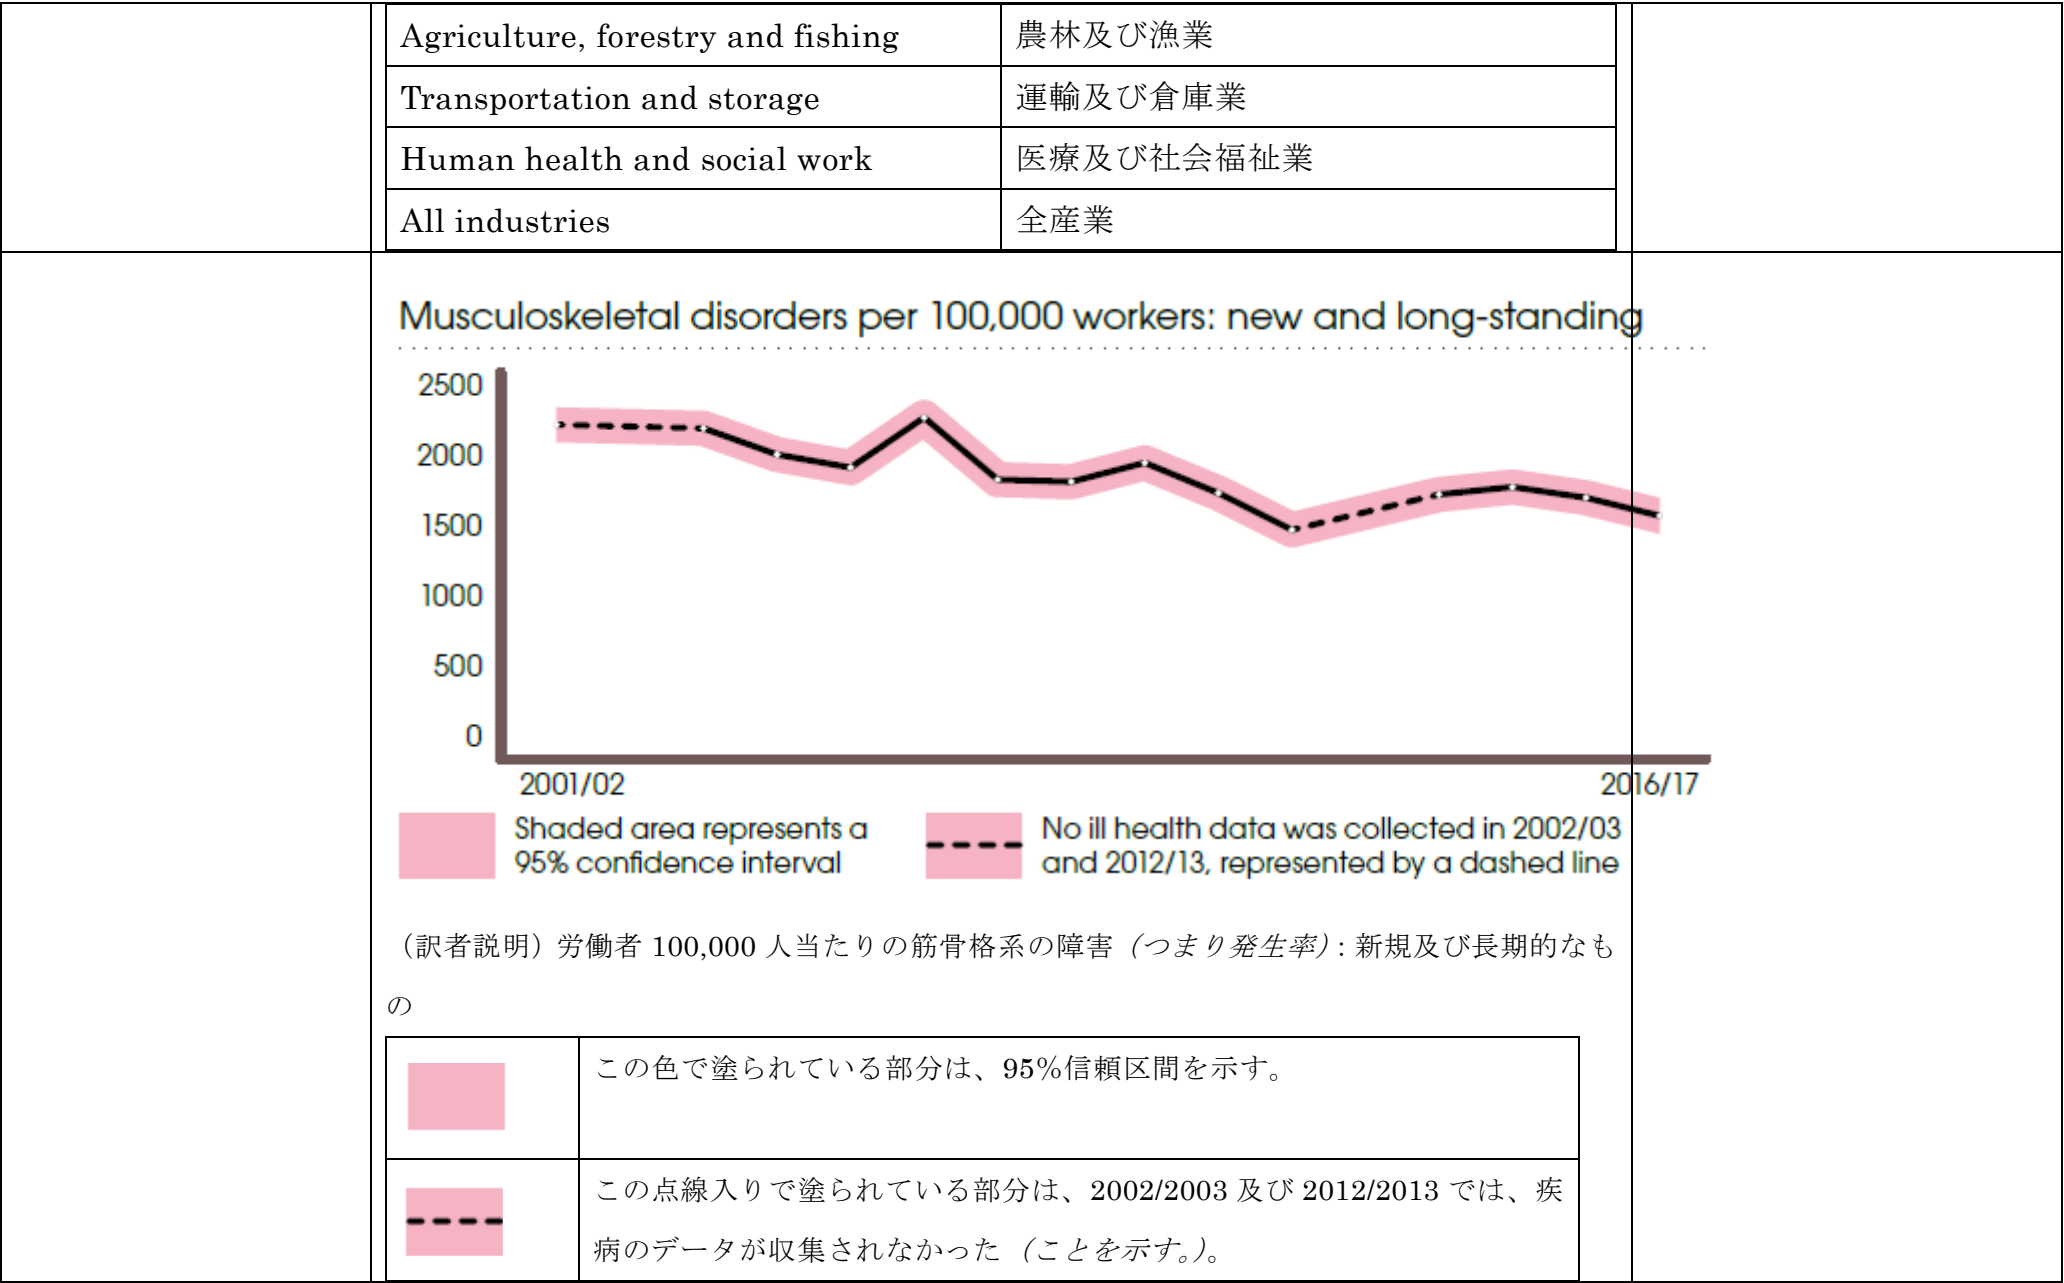 Agriculture, forestry and fishing 農林及び漁業
Transportation and storage 運輸及び倉庫業
Human health and social work 医療及び社会福祉業
All industries 全産業
Musculoskeletal disorders per 100,000 workers: new and long-standing
2500
2000
1500
1000
500
0
2001/02 2016/17
Shaded area represents a
95% confidence interval
No ill health data was collected in 2002/03
and 2012/13, represented by a dashed line
（訳者説明）労働者 100,000 人当たりの筋骨格系の障害（つまり発生率）：新規及び長期的なも
の
この色で塗られている部分は、95％信頼区間を示す。
この点線入りで塗られている部分は、2002/2003 及び 2012/2013 では、疾
病のデータが収集されなかった（ことを示す。）。